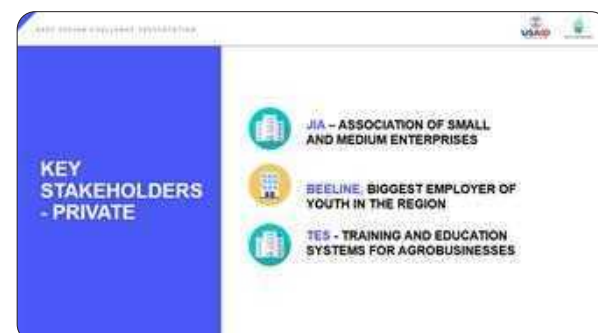 USAID
KEY
STAKEHOLDERS
- PRIVATE
JIA – ASSOCIATION OF SMALL
AND MEDIUM ENTERPRISES
BEELINE, BIGGEST EMPLOYER OF
YOUTH IN THE REGION
TES - TRAINING AND EDUCATION
SYSTEMS FOR AGROBUSINESSES